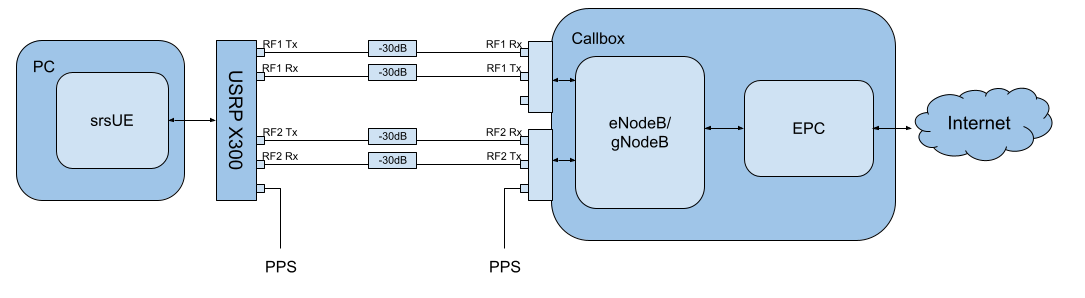 PC
srsUE
USRP X300
RF1 Tx
-30dB
RF1 Rx
RF1 Rx
-30dB
RF1 Tx
RF2 Tx
-30dB
RF2 Rx
RF2 Rx
-30dB
RF2 Tx
PPS
PPS
Callbox
eNodeB/
gNodeB
EPC
Internet